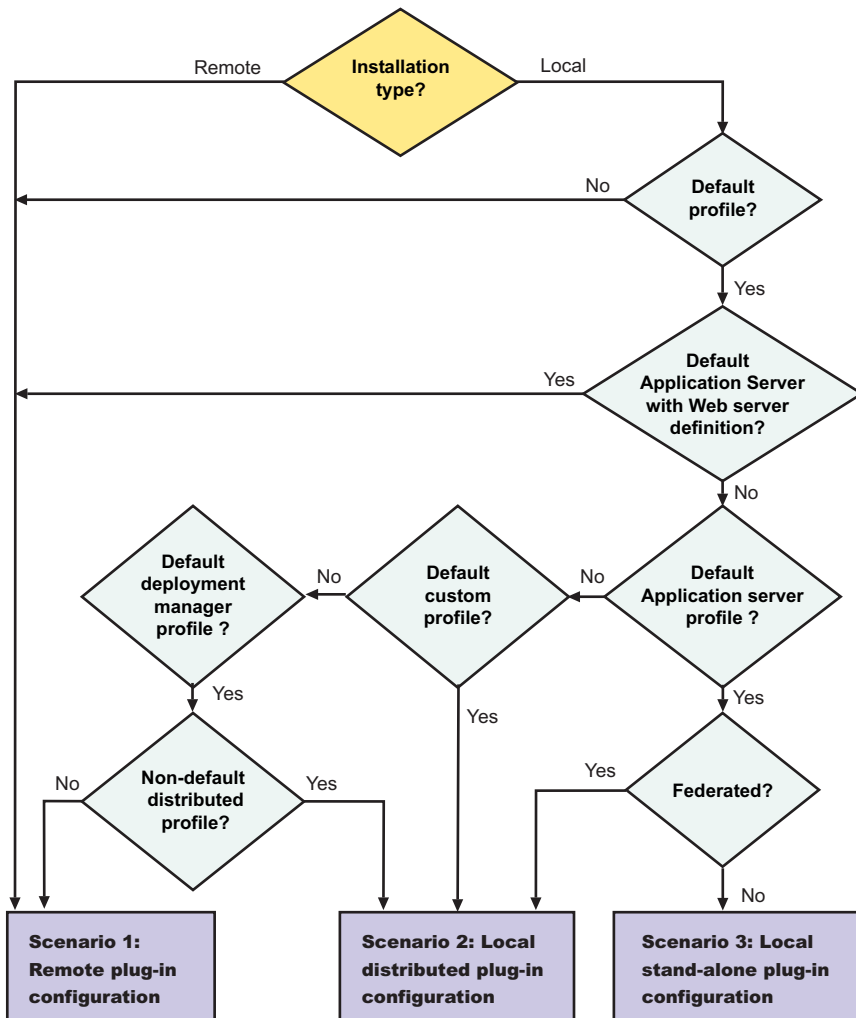 Remote
Installation
type?
Local
No
Default
profile?
Yes
Yes
Default
Application Server
with Web server
definition?
No
Default
deployment
manager
profile ?
No
Default
custom
profile?
No
Default
Application server
profile ?
Yes
Yes
Yes
No
Non-default
distributed
profile?
Yes
Yes
Federated?
No
Scenario 1:
Remote plug-in
configuration
Scenario 2: Local
distributed plug-in
configuration
Scenario 3: Local
stand-alone plug-in
configuration